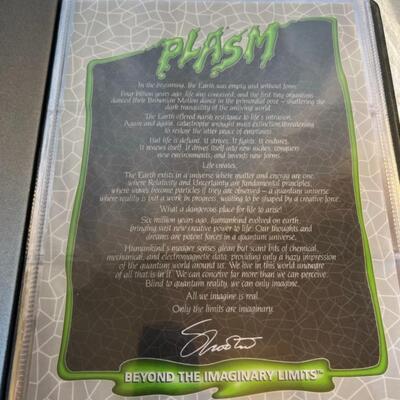 PLASM
In the beginning, the Earth was empty and without form.
Four billion years ago, life was conceived, and the first tiny organisms
danced their Brownian Motion dance in the primordial ooze – shattering the
dark tranquility of the unliving world.
The Earth offered harsh resistance to life's intrusion.
Again and again, catastrophe wrought mass extinction, threatening
to restore the utter peace of emptiness.
But life is defiant. It strives. It fights. It endures.
It renews itself. It drives itself into new niches, conquers
new environments, and invents new forms.
Life creates.
The Earth exists in a universe where matter and energy are one,
where Relativity and Uncertainty are fundamental principles,
where waves become particles if they are observed – a quantum universe
where reality is but a work in progress, waiting to be shaped by a creative force.
What a dangerous place for life to arise!
Six million years ago, humankind evolved on earth,
bringing vast new creative power to life. Our thoughts and
dreams are potent forces in a quantum universe.
Humankind's meager senses glean but scant bits of chemical,
mechanical, and electromagnetic data, providing only a hazy impression
of the quantum world around us. We live in this world unaware
of all that is in it. We can conceive far more than we can perceive.
Blind to quantum reality, we can only imagine.
All we imagine is real.
Only the limits are imaginary.
Shooter
BEYOND THE IMAGINARY LIMITS™